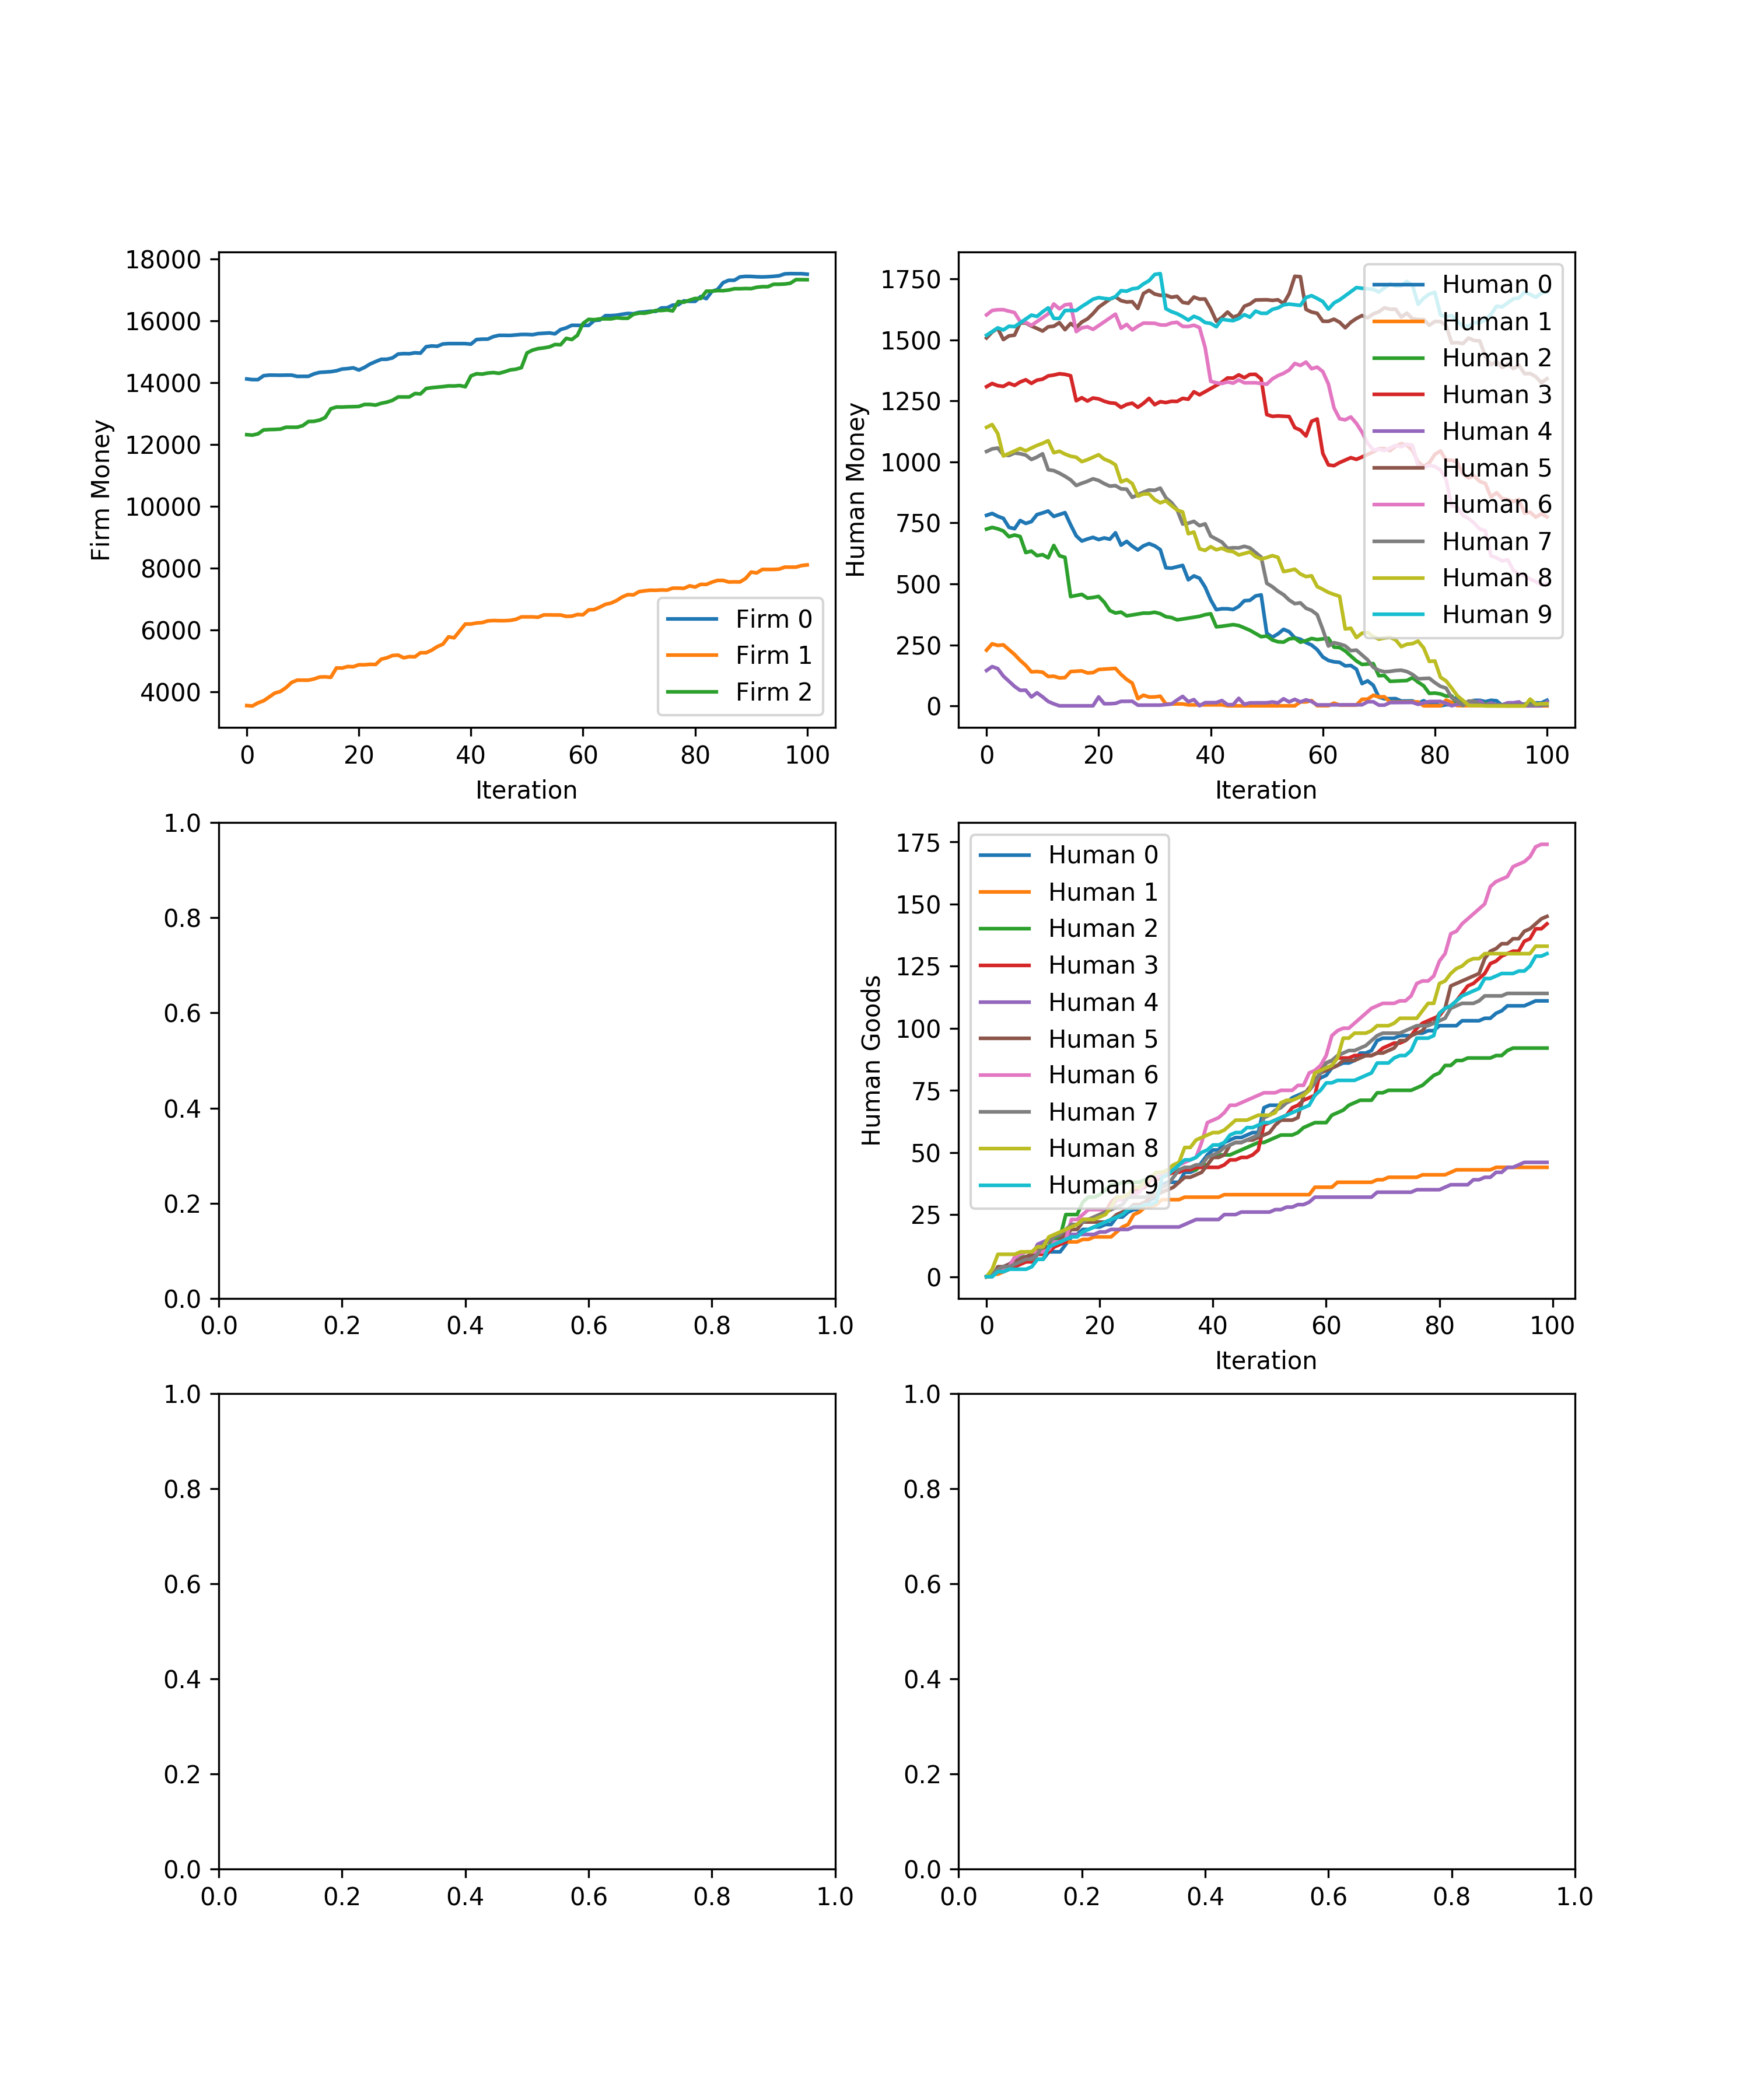 18000
16000
14000
12000
10000
8000
6000
4000
Firm Money
0 20 40 60 80 100
Iteration
Firm 0
Firm 1
Firm 2
1750
1500
1250
1000
750
500
250
0
Human Money
0 20 40 60 80 100
Iteration
Human 0
Human 1
Human 2
Human 3
Human 4
Human 5
Human 6
Human 7
Human 8
Human 9
1.0
0.8
0.6
0.4
0.2
0.0
0.0 0.2 0.4 0.6 0.8 1.0
175
150
125
100
75
50
25
0
Human Goods
0 20 40 60 80 100
Iteration
Human 0
Human 1
Human 2
Human 3
Human 4
Human 5
Human 6
Human 7
Human 8
Human 9
1.0
0.8
0.6
0.4
0.2
0.0
0.0 0.2 0.4 0.6 0.8 1.0
1.0
0.8
0.6
0.4
0.2
0.0
0.0 0.2 0.4 0.6 0.8 1.0